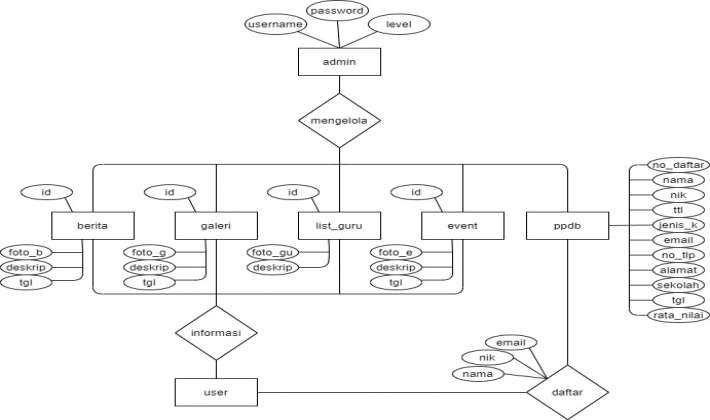 password
username
level
admin
mengelola
id
id
id
id
berita
galeri
list_guru
event
ppdb
foto_b
deskrip
tgl
foto_g
deskrip
tgl
foto_gu
deskrip
foto_e
deskrip
tgl
no_daftar
nama
nik
ttl
jenis_k
email
no_tlp
alamat
sekolah
tgl
rata_nilai
informasi
user
email
nik
nama
daftar